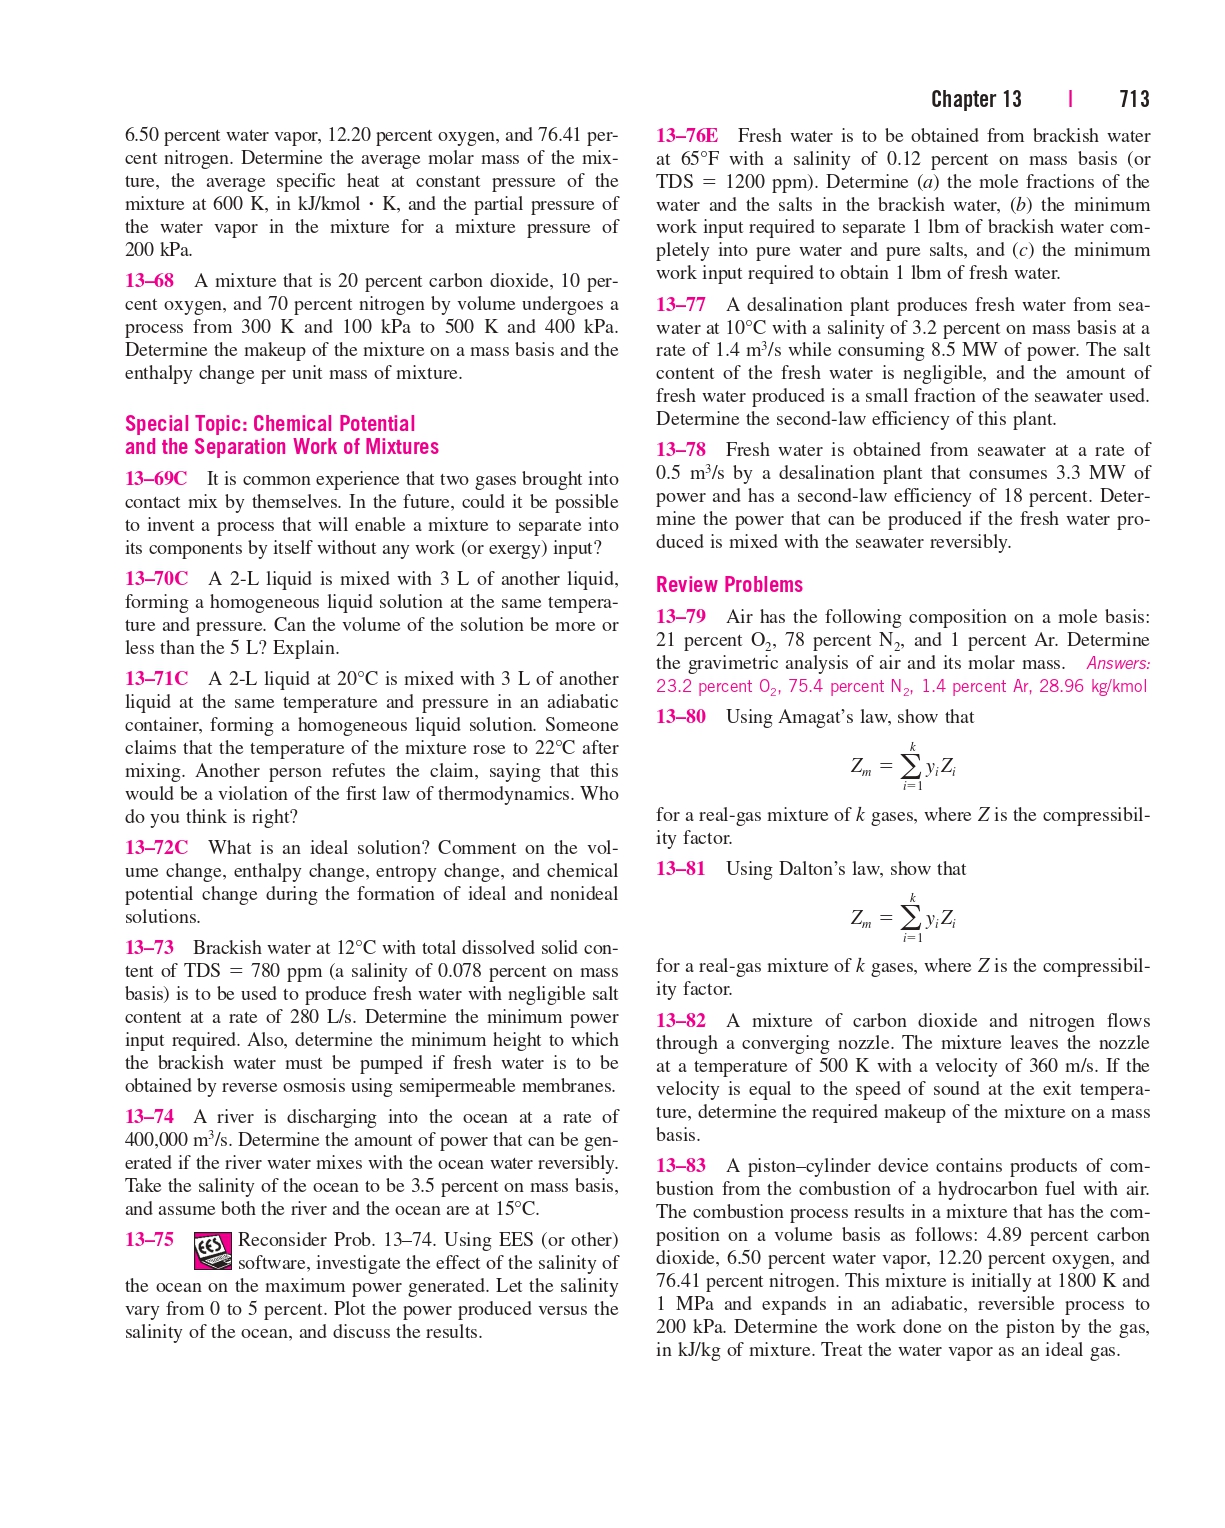 Chapter 13 | 713
6.50 percent water vapor, 12.20 percent oxygen, and 76.41 per-
cent nitrogen. Determine the average molar mass of the mix-
ture, the average specific heat at constant pressure of the
mixture at 600 K, in kJ/kmol · K, and the partial pressure of
the water vapor in the mixture for a mixture pressure of
200 kPa.
13–68 A mixture that is 20 percent carbon dioxide, 10 per-
cent oxygen, and 70 percent nitrogen by volume undergoes a
process from 300 K and 100 kPa to 500 K and 400 kPa.
Determine the makeup of the mixture on a mass basis and the
enthalpy change per unit mass of mixture.
Special Topic: Chemical Potential
and the Separation Work of Mixtures
13–69C It is common experience that two gases brought into
contact mix by themselves. In the future, could it be possible
to invent a process that will enable a mixture to separate into
its components by itself without any work (or exergy) input?
13–70C A 2-L liquid is mixed with 3 L of another liquid,
forming a homogeneous liquid solution at the same tempera-
ture and pressure. Can the volume of the solution be more or
less than the 5 L? Explain.
13–71C A 2-L liquid at 20°C is mixed with 3 L of another
liquid at the same temperature and pressure in an adiabatic
container, forming a homogeneous liquid solution. Someone
claims that the temperature of the mixture rose to 22°C after
mixing. Another person refutes the claim, saying that this
would be a violation of the first law of thermodynamics. Who
do you think is right?
13–72C What is an ideal solution? Comment on the vol-
ume change, enthalpy change, entropy change, and chemical
potential change during the formation of ideal and nonideal
solutions.
13–73 Brackish water at 12°C with total dissolved solid con-
tent of TDS = 780 ppm (a salinity of 0.078 percent on mass
basis) is to be used to produce fresh water with negligible salt
content at a rate of 280 L/s. Determine the minimum power
input required. Also, determine the minimum height to which
the brackish water must be pumped if fresh water is to be
obtained by reverse osmosis using semipermeable membranes.
13–74 A river is discharging into the ocean at a rate of
400,000 m³/s. Determine the amount of power that can be gen-
erated if the river water mixes with the ocean water reversibly.
Take the salinity of the ocean to be 3.5 percent on mass basis,
and assume both the river and the ocean are at 15°C.
13–75 EES Reconsider Prob. 13–74. Using EES (or other)
software, investigate the effect of the salinity of
the ocean on the maximum power generated. Let the salinity
vary from 0 to 5 percent. Plot the power produced versus the
salinity of the ocean, and discuss the results.
13–76E Fresh water is to be obtained from brackish water
at 65°F with a salinity of 0.12 percent on mass basis (or
TDS = 1200 ppm). Determine (a) the mole fractions of the
water and the salts in the brackish water, (b) the minimum
work input required to separate 1 lbm of brackish water com-
pletely into pure water and pure salts, and (c) the minimum
work input required to obtain 1 lbm of fresh water.
13–77 A desalination plant produces fresh water from sea-
water at 10°C with a salinity of 3.2 percent on mass basis at a
rate of 1.4 m³/s while consuming 8.5 MW of power. The salt
content of the fresh water is negligible, and the amount of
fresh water produced is a small fraction of the seawater used.
Determine the second-law efficiency of this plant.
13–78 Fresh water is obtained from seawater at a rate of
0.5 m³/s by a desalination plant that consumes 3.3 MW of
power and has a second-law efficiency of 18 percent. Deter-
mine the power that can be produced if the fresh water pro-
duced is mixed with the seawater reversibly.
Review Problems
13–79 Air has the following composition on a mole basis:
21 percent O₂, 78 percent N₂, and 1 percent Ar. Determine
the gravimetric analysis of air and its molar mass. Answers:
23.2 percent O₂, 75.4 percent N₂, 1.4 percent Ar, 28.96 kg/kmol
13–80 Using Amagat's law, show that
k
Zₘ = ∑ yᵢZᵢ
i=1
for a real-gas mixture of k gases, where Z is the compressibil-
ity factor.
13–81 Using Dalton's law, show that
k
Zₘ = ∑ yᵢZᵢ
i=1
for a real-gas mixture of k gases, where Z is the compressibil-
ity factor.
13–82 A mixture of carbon dioxide and nitrogen flows
through a converging nozzle. The mixture leaves the nozzle
at a temperature of 500 K with a velocity of 360 m/s. If the
velocity is equal to the speed of sound at the exit tempera-
ture, determine the required makeup of the mixture on a mass
basis.
13–83 A piston–cylinder device contains products of com-
bustion from the combustion of a hydrocarbon fuel with air.
The combustion process results in a mixture that has the com-
position on a volume basis as follows: 4.89 percent carbon
dioxide, 6.50 percent water vapor, 12.20 percent oxygen, and
76.41 percent nitrogen. This mixture is initially at 1800 K and
1 MPa and expands in an adiabatic, reversible process to
200 kPa. Determine the work done on the piston by the gas,
in kJ/kg of mixture. Treat the water vapor as an ideal gas.